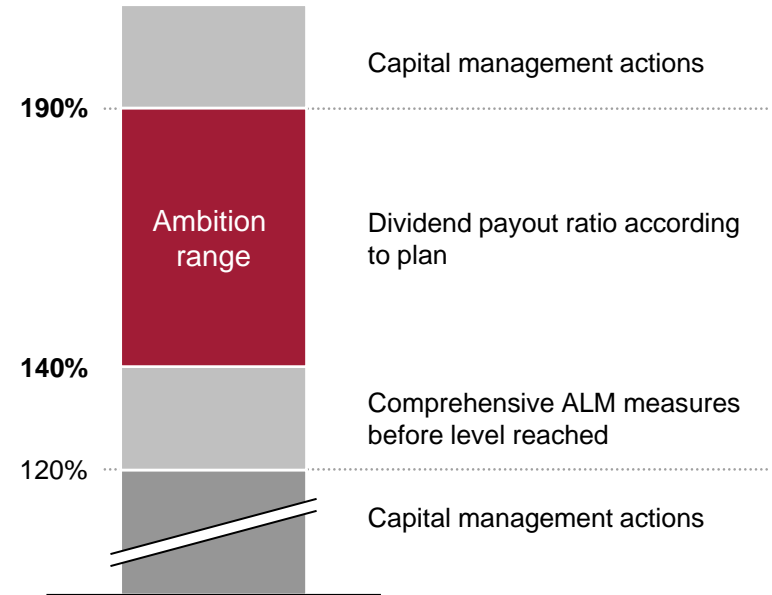 Capital management actions
190%
Ambition
range
Dividend payout ratio according
to plan
140%
Comprehensive ALM measures
before level reached
120%
Capital management actions